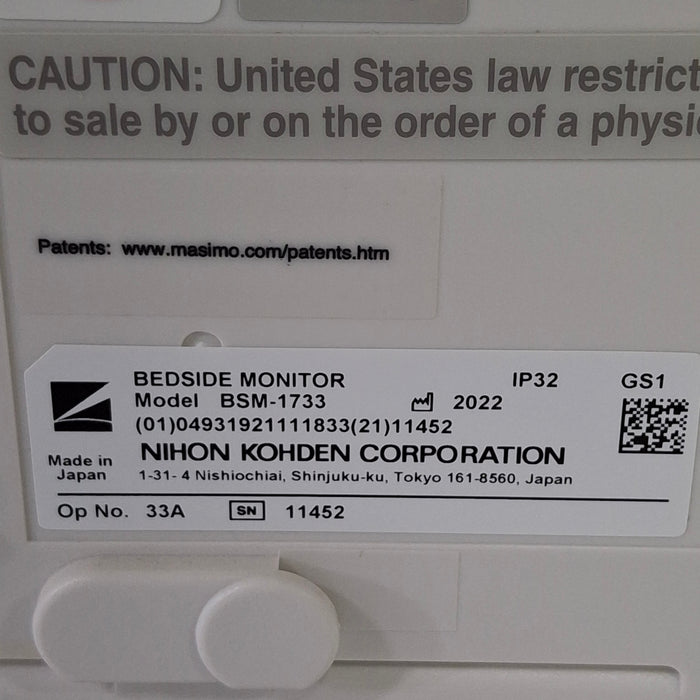 CAUTION: United States law restrict
to sale by or on the order of a physi
Patents: www.masimo.com/patents.htm
BEDSIDE MONITOR IP32 GS1
Model BSM-1733 2022
(01)04931921111833(21)11452
NIHON KOHDEN CORPORATION
Made in
Japan
1-31- 4 Nishiochiai, Shinjuku-ku, Tokyo 161-8560, Japan
Op No. 33A SN 11452